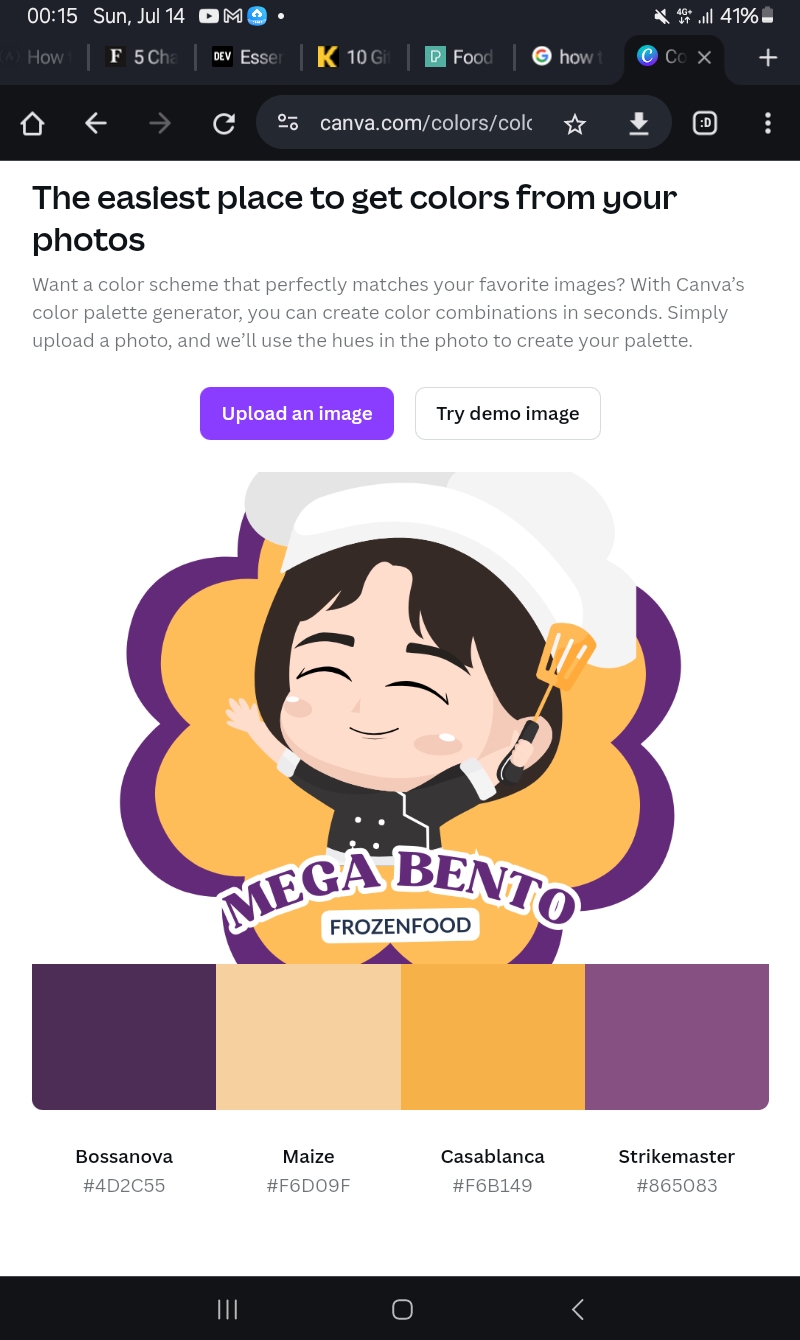 00:15 Sun, Jul 14 4G+ 41%
How F 5 Cha DEV Esser K 10 Gi P Food G how t C Co
canva.com/colors/colo :D
The easiest place to get colors from your
photos
Want a color scheme that perfectly matches your favorite images? With Canva's
color palette generator, you can create color combinations in seconds. Simply
upload a photo, and we'll use the hues in the photo to create your palette.
Upload an image Try demo image
MEGA BENTO
FROZENFOOD
Bossanova Maize Casablanca Strikemaster
#4D2C55 #F6D09F #F6B149 #865083